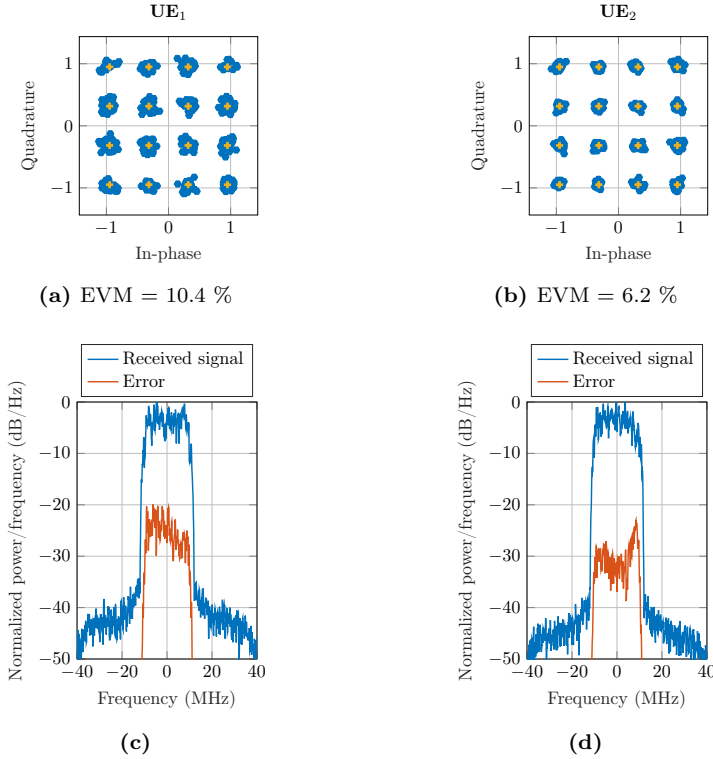 UE₁
UE₂
Quadrature
1
0
−1
−1
0
1
In-phase
Quadrature
1
0
−1
−1
0
1
In-phase
(a) EVM = 10.4 %
(b) EVM = 6.2 %
Received signal
Error
Received signal
Error
Normalized power/frequency (dB/Hz)
0
−10
−20
−30
−40
−50
−40
−20
0
20
40
Frequency (MHz)
Normalized power/frequency (dB/Hz)
0
−10
−20
−30
−40
−50
−40
−20
0
20
40
Frequency (MHz)
(c)
(d)